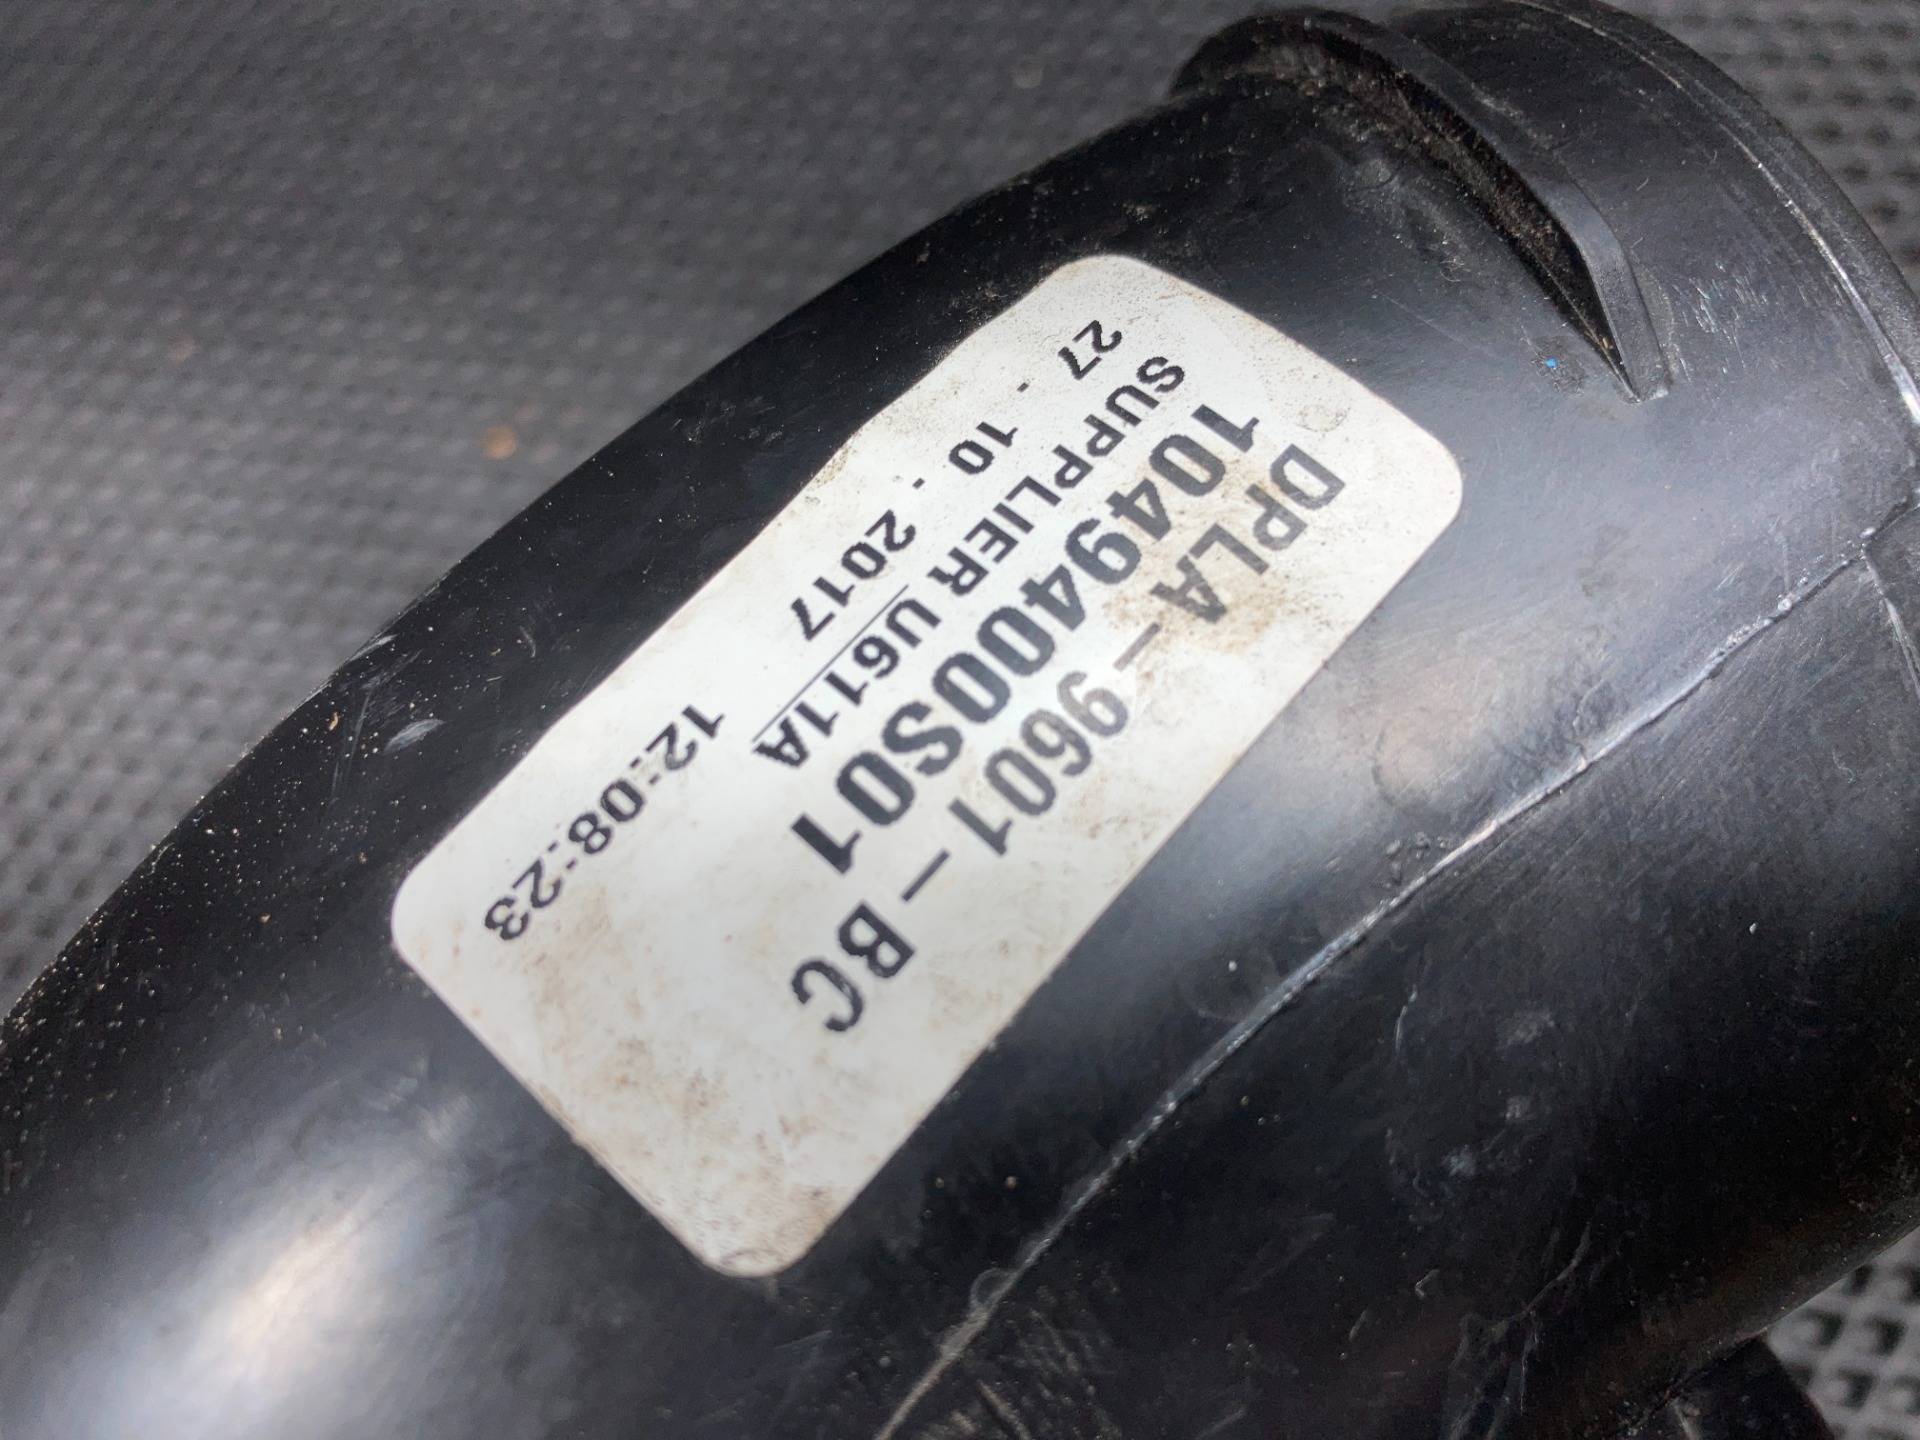 DPLA-9601-BC
1049400S01
SUPPLIER U611A
27 . 10 . 2017 12:08:23